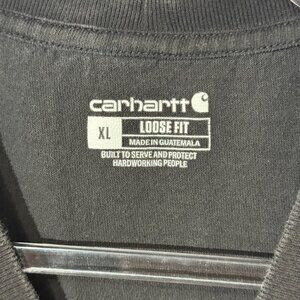 carhartt
XL LOOSE FIT
MADE IN GUATEMALA
BUILT TO SERVE AND PROTECT
HARDWORKING PEOPLE